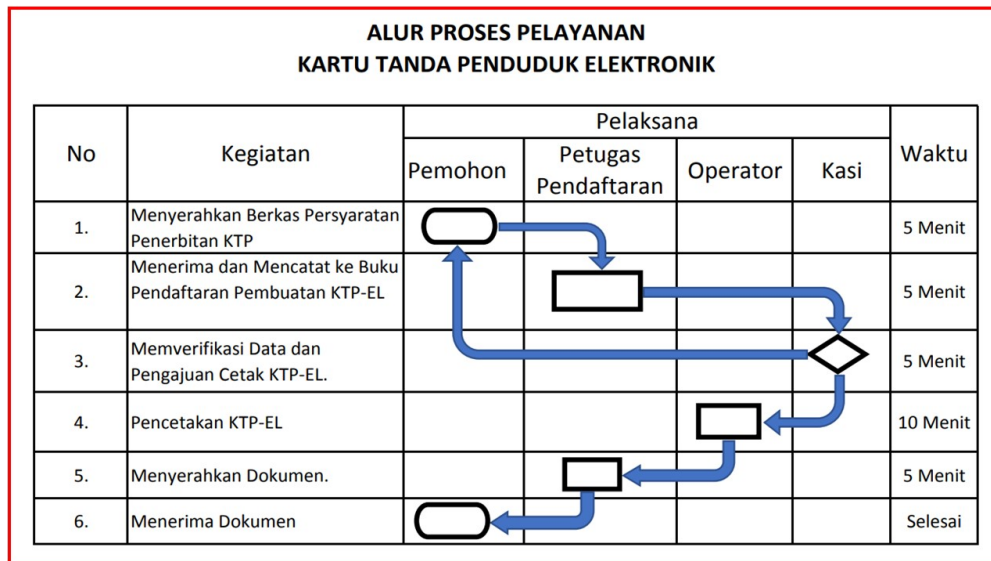 ALUR PROSES PELAYANAN
KARTU TANDA PENDUDUK ELEKTRONIK
No
Kegiatan
Pelaksana
Waktu
Pemohon
Petugas
Pendaftaran
Operator
Kasi
1.
Menyerahkan Berkas Persyaratan
Penerbitan KTP
5 Menit
2.
Menerima dan Mencatat ke Buku
Pendaftaran Pembuatan KTP-EL
5 Menit
3.
Memverifikasi Data dan
Pengajuan Cetak KTP-EL.
5 Menit
4.
Pencetakan KTP-EL
10 Menit
5.
Menyerahkan Dokumen.
5 Menit
6.
Menerima Dokumen
Selesai